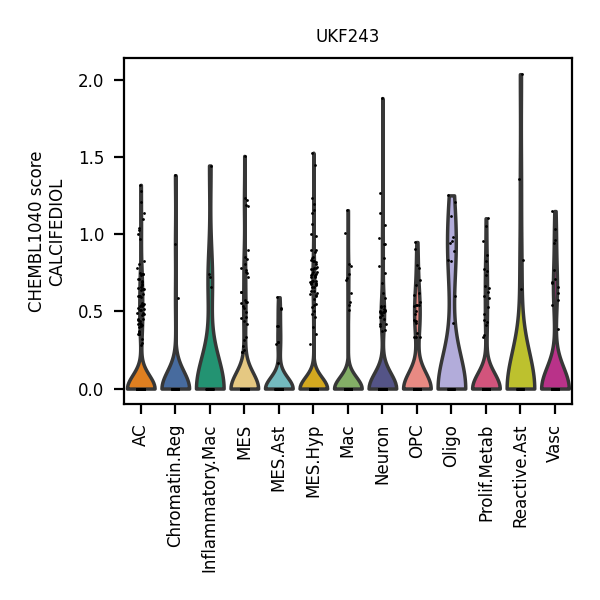 UKF243
CHEMBL1040 score
CALCIFEDIOL
2.0
1.5
1.0
0.5
0.0
AC
Chromatin.Reg
Inflammatory.Mac
MES
MES.Ast
MES.Hyp
Mac
Neuron
OPC
Oligo
Prolif.Metab
Reactive.Ast
Vasc